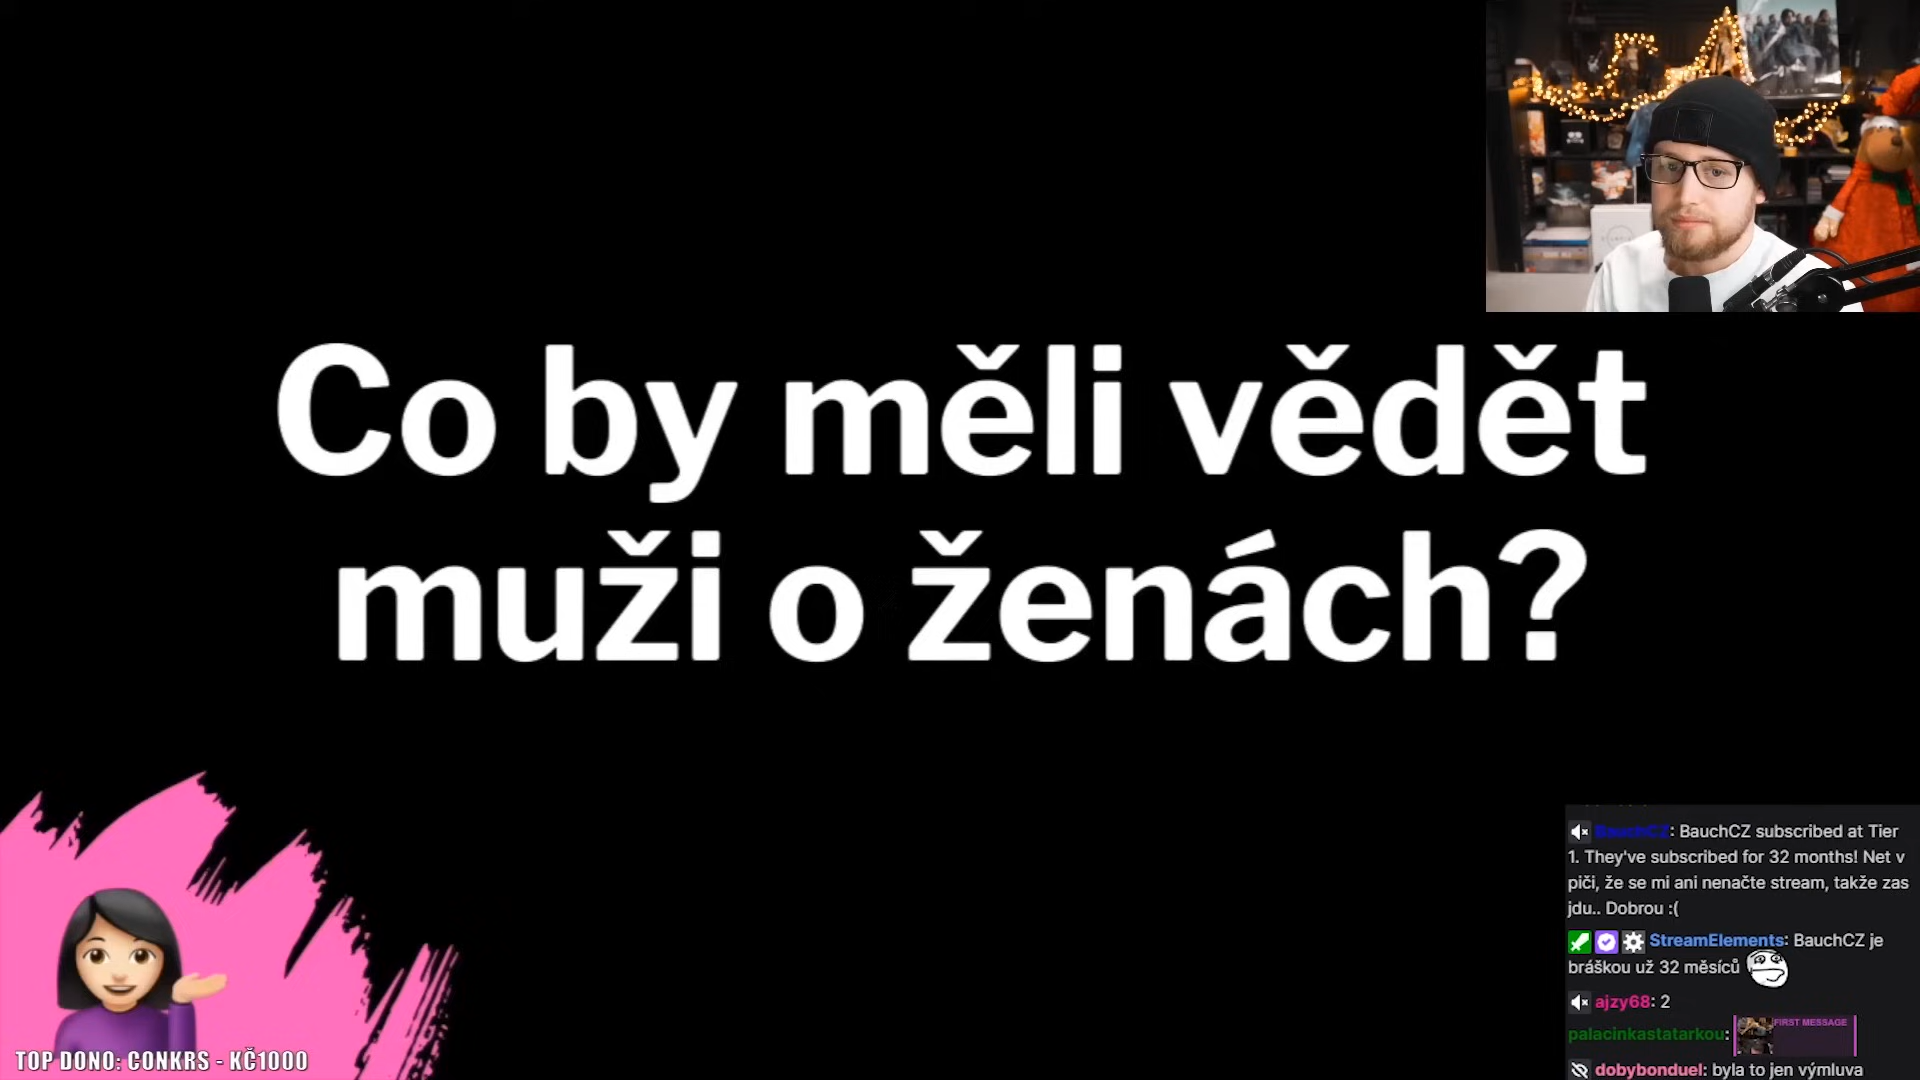 Co by měli vědět
muži o ženách?
BauchCZ: BauchCZ subscribed at Tier
1. They've subscribed for 32 months! Net v
piči, že se mi ani nenačte stream, takže zas
jdu.. Dobrou :(
StreamElements: BauchCZ je
bráškou už 32 měsíců
ajzy68: 2
palacinkastatarkou:
FIRST MESSAGE
dobybonduel: byla to jen výmluva
TOP DONO: CONKRS - KČ1000